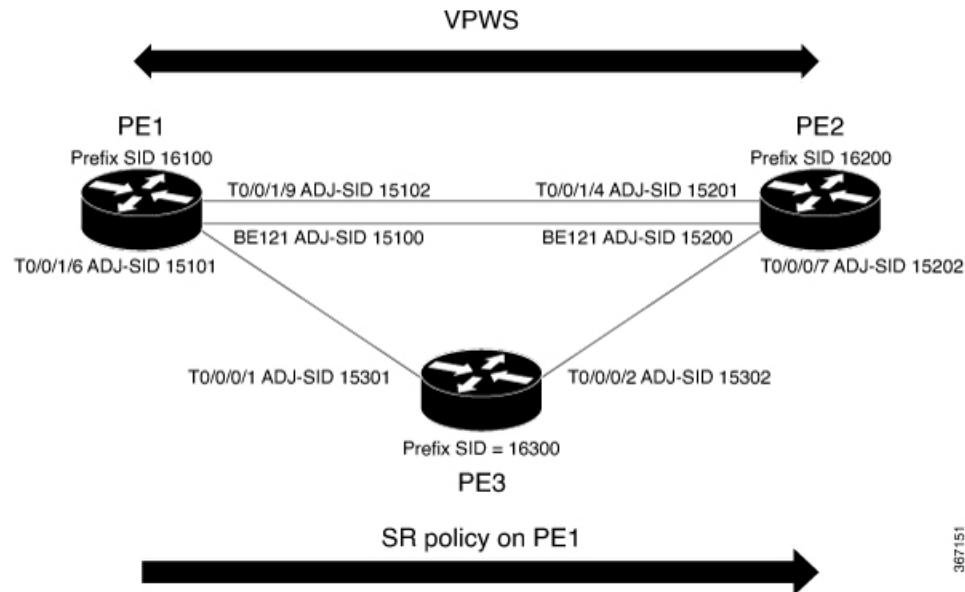 VPWS
PE1
PE2
Prefix SID 16100
Prefix SID 16200
T0/0/1/9 ADJ-SID 15102
T0/0/1/4 ADJ-SID 15201
BE121 ADJ-SID 15100
BE121 ADJ-SID 15200
T0/0/1/6 ADJ-SID 15101
T0/0/0/7 ADJ-SID 15202
T0/0/0/1 ADJ-SID 15301
T0/0/0/2 ADJ-SID 15302
Prefix SID = 16300
PE3
SR policy on PE1
367151